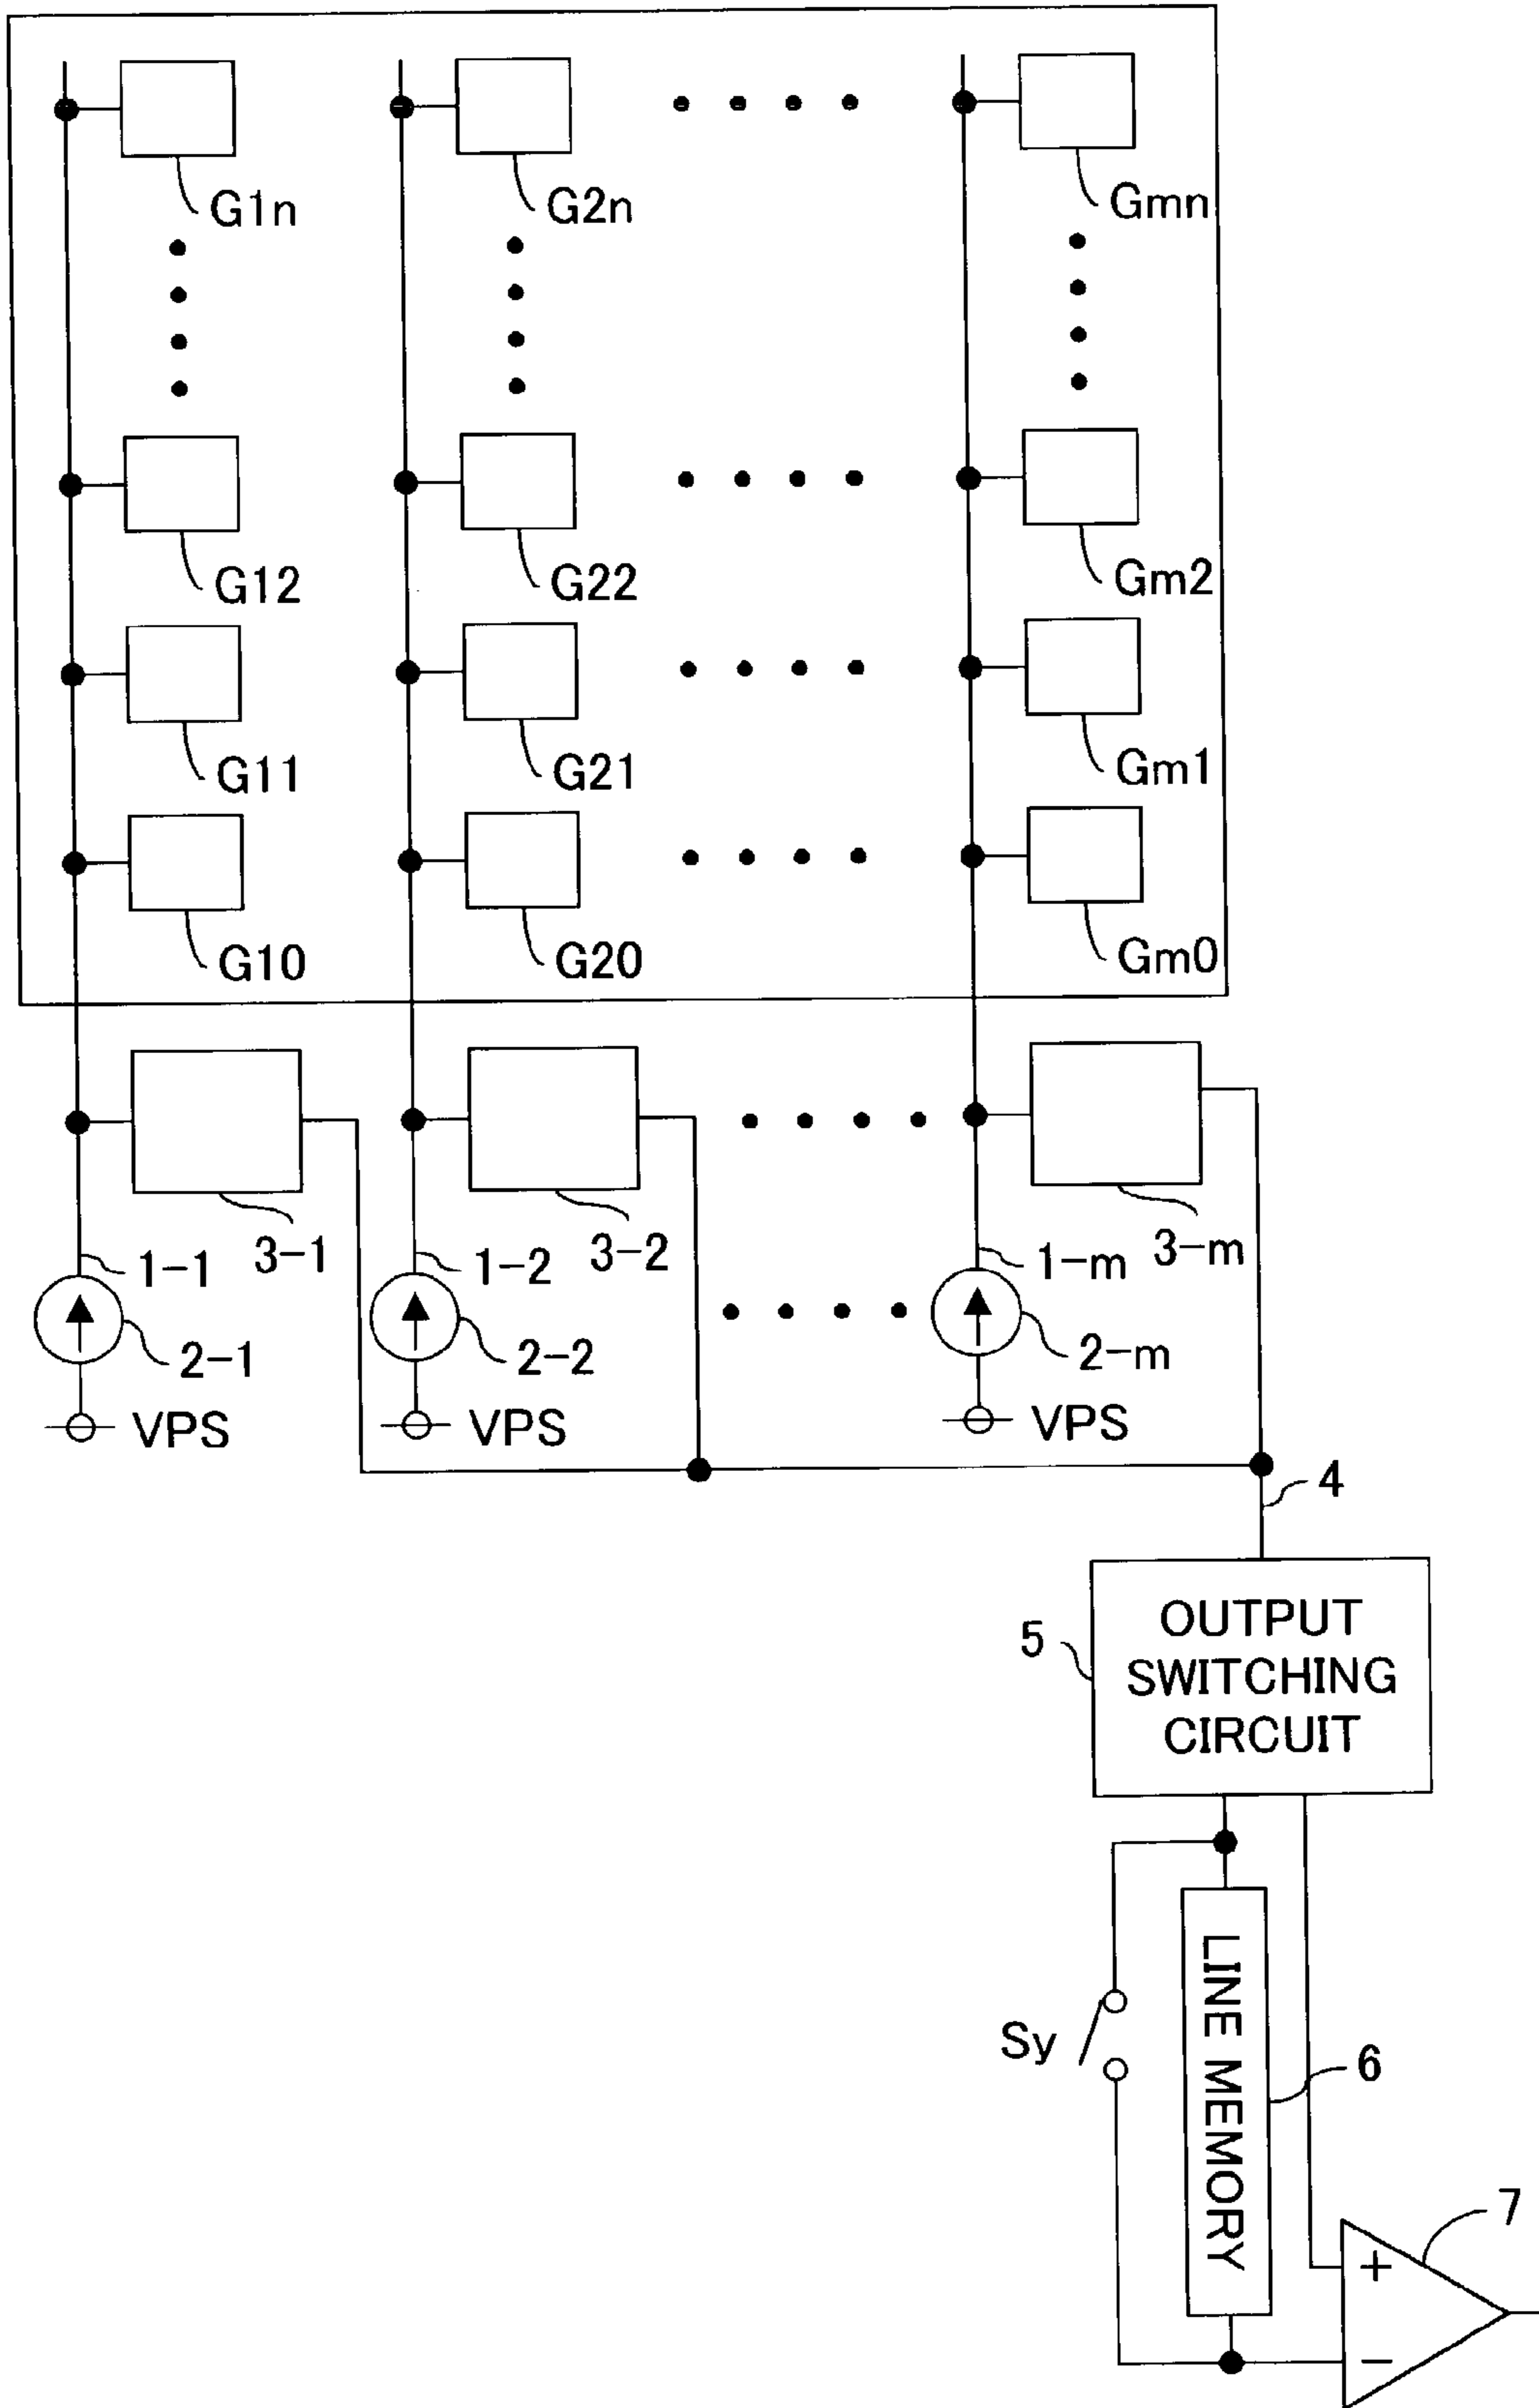 G1n G2n Gmn
G12 G22 Gm2
G11 G21 Gm1
G10 G20 Gm0
3-1 3-2 3-m
1-1 1-2 1-m
2-1 2-2 2-m
VPS VPS VPS
4
5
OUTPUT
SWITCHING
CIRCUIT
Sy
LINE MEMORY
6
7
+
−